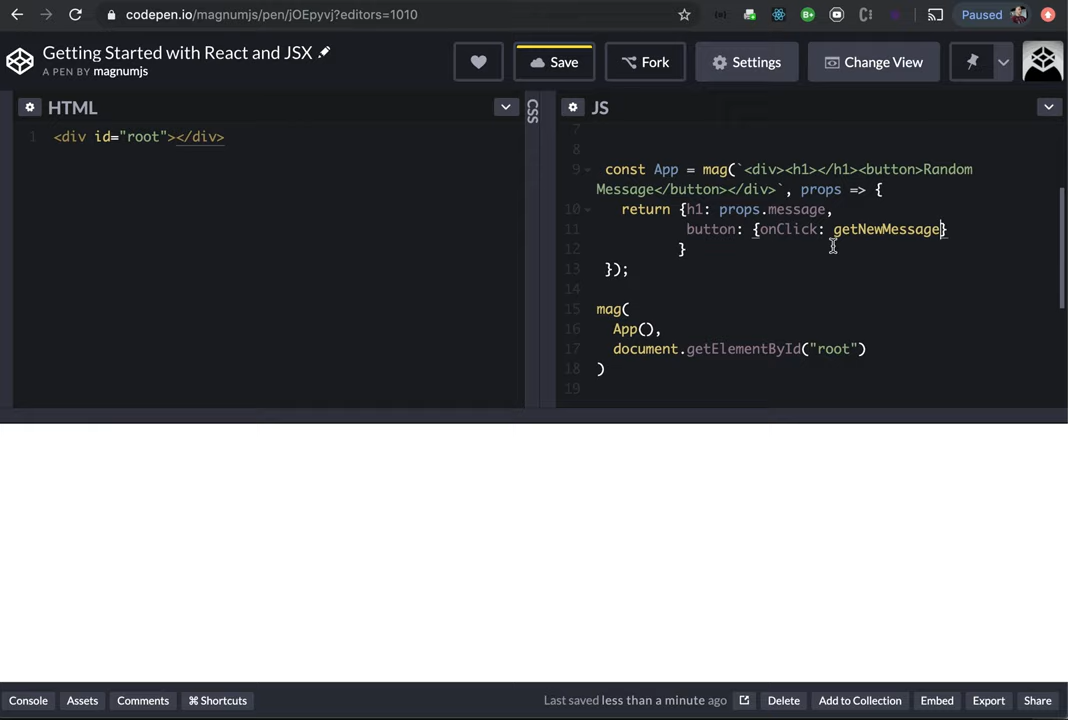 codepen.io/magnumjs/pen/jOEpyvj?editors=1010
Paused
Getting Started with React and JSX
A PEN BY magnumjs
Save
Fork
Settings
Change View
HTML
1 <div id="root"></div>
CSS
JS
7
8
9 const App = mag(`<div><h1></h1><button>Random
Message</button></div>`, props => {
10 return {h1: props.message,
11 button: {onClick: getNewMessage}
12 }
13 });
14
15 mag(
16 App(),
17 document.getElementById("root")
18 )
19
Console
Assets
Comments
⌘ Shortcuts
Last saved less than a minute ago
Delete
Add to Collection
Embed
Export
Share